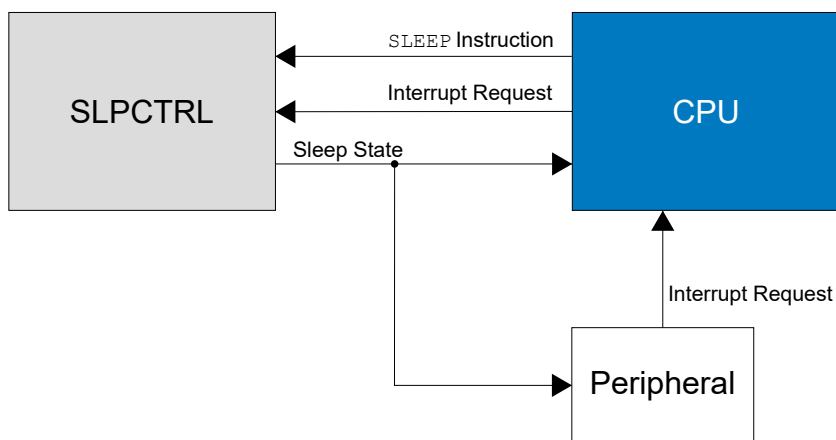 SLEEP Instruction
SLPCTRL
Interrupt Request
CPU
Sleep State
Interrupt Request
Peripheral